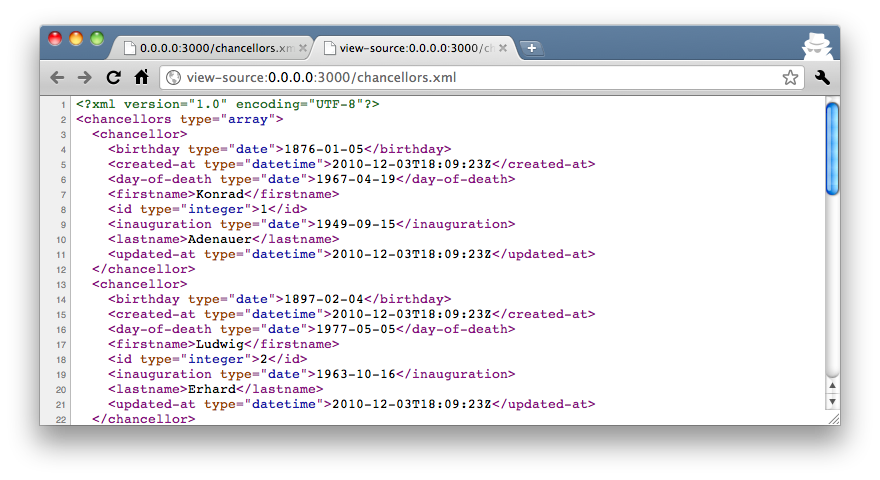 0.0.0.0:3000/chancellors.xm
view-source:0.0.0.0:3000/ch
view-source:0.0.0.0:3000/chancellors.xml
1 <?xml version="1.0" encoding="UTF-8"?>
2 <chancellors type="array">
3 <chancellor>
4 <birthday type="date">1876-01-05</birthday>
5 <created-at type="datetime">2010-12-03T18:09:23Z</created-at>
6 <day-of-death type="date">1967-04-19</day-of-death>
7 <firstname>Konrad</firstname>
8 <id type="integer">1</id>
9 <inauguration type="date">1949-09-15</inauguration>
10 <lastname>Adenauer</lastname>
11 <updated-at type="datetime">2010-12-03T18:09:23Z</updated-at>
12 </chancellor>
13 <chancellor>
14 <birthday type="date">1897-02-04</birthday>
15 <created-at type="datetime">2010-12-03T18:09:23Z</created-at>
16 <day-of-death type="date">1977-05-05</day-of-death>
17 <firstname>Ludwig</firstname>
18 <id type="integer">2</id>
19 <inauguration type="date">1963-10-16</inauguration>
20 <lastname>Erhard</lastname>
21 <updated-at type="datetime">2010-12-03T18:09:23Z</updated-at>
22 </chancellor>